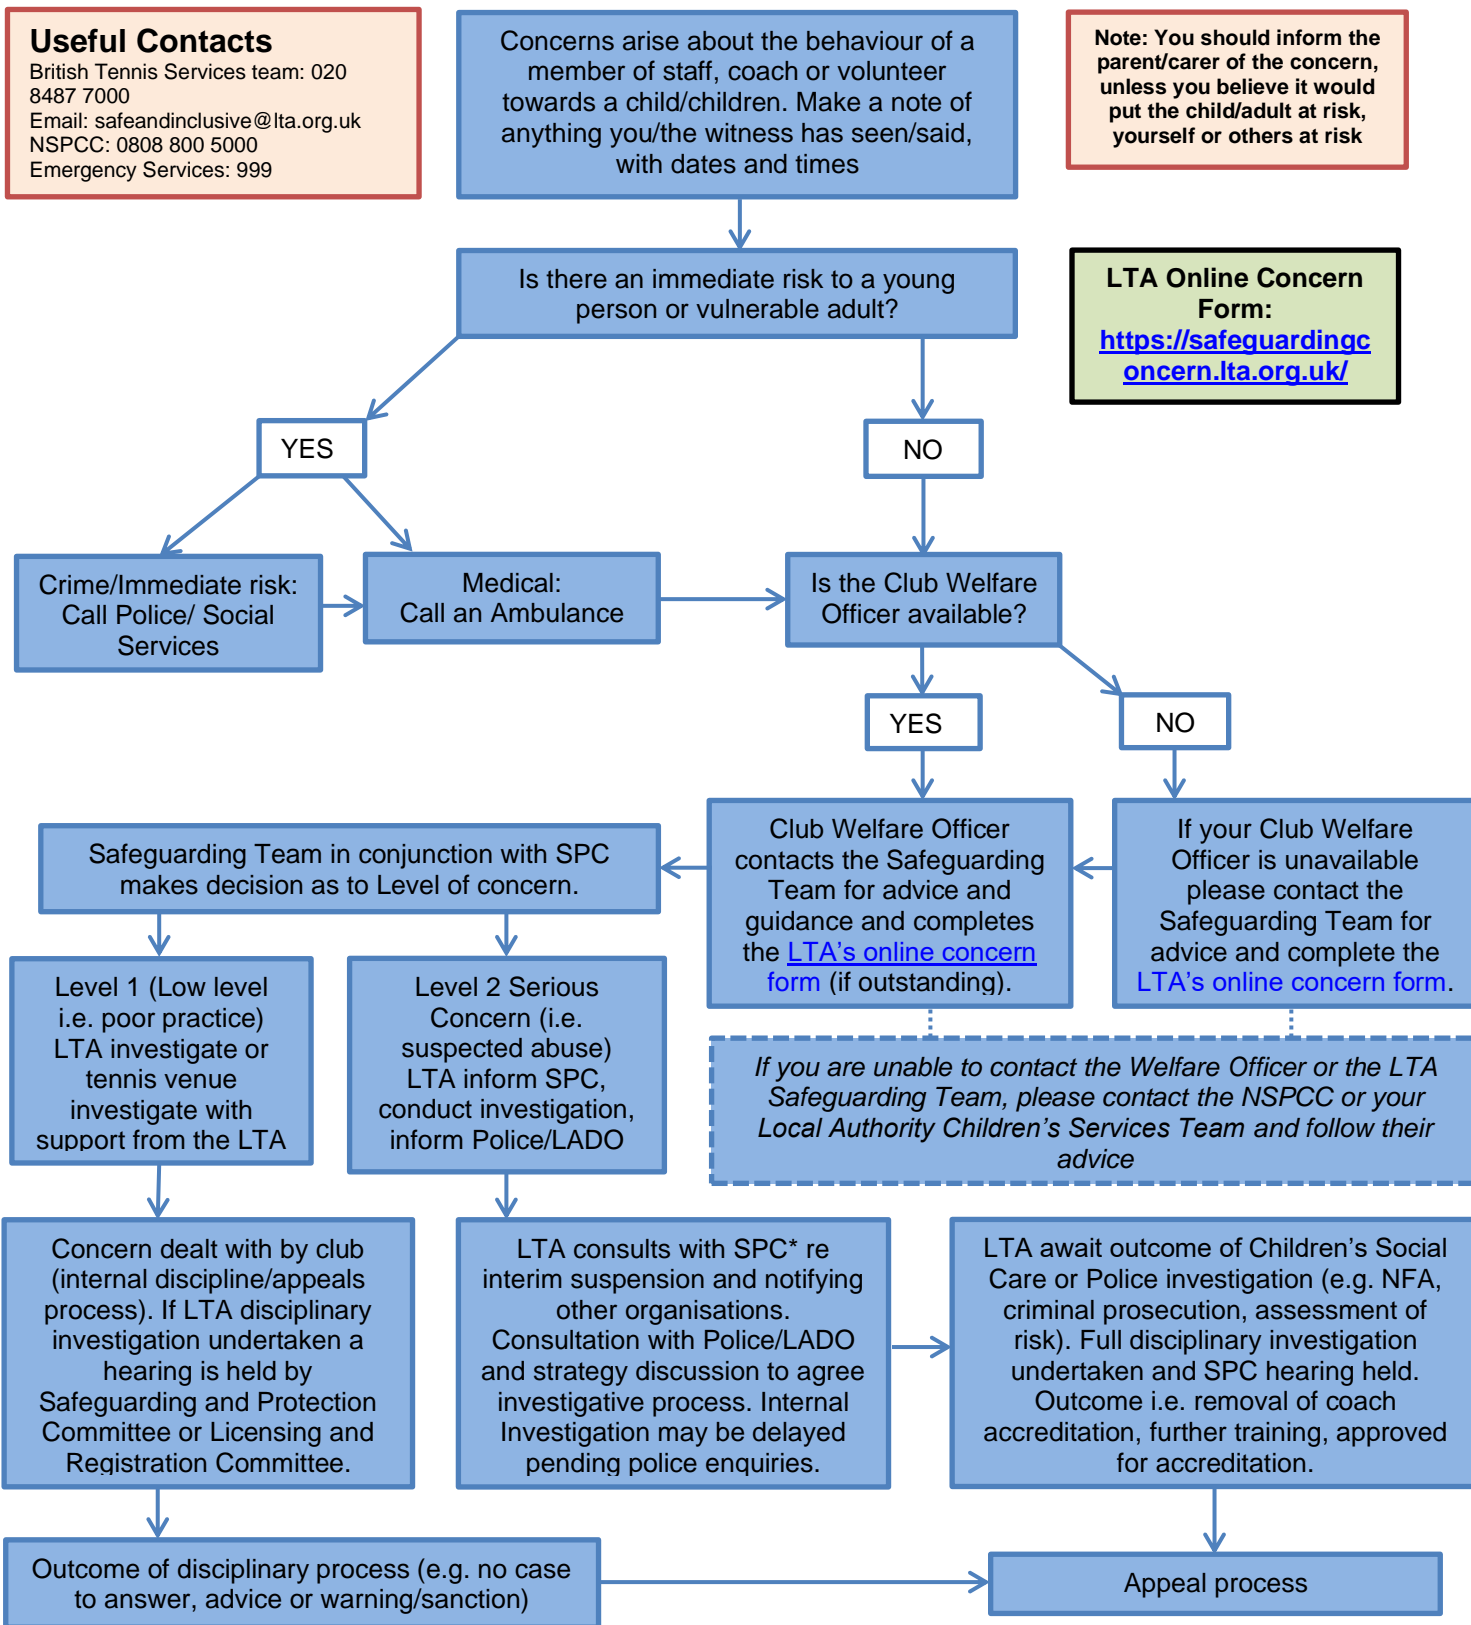 Useful Contacts
British Tennis Services team: 020
8487 7000
Email: safeandinclusive@lta.org.uk
NSPCC: 0808 800 5000
Emergency Services: 999
Concerns arise about the behaviour of a
member of staff, coach or volunteer
towards a child/children. Make a note of
anything you/the witness has seen/said,
with dates and times
Note: You should inform the
parent/carer of the concern,
unless you believe it would
put the child/adult at risk,
yourself or others at risk
Is there an immediate risk to a young
person or vulnerable adult?
LTA Online Concern
Form:
https://safeguardingc
oncern.lta.org.uk/
YES
NO
Crime/Immediate risk:
Call Police/ Social
Services
Medical:
Call an Ambulance
Is the Club Welfare
Officer available?
YES
NO
Safeguarding Team in conjunction with SPC
makes decision as to Level of concern.
Club Welfare Officer
contacts the Safeguarding
Team for advice and
guidance and completes
the LTA's online concern
form (if outstanding).
If your Club Welfare
Officer is unavailable
please contact the
Safeguarding Team for
advice and complete the
LTA's online concern form.
Level 1 (Low level
i.e. poor practice)
LTA investigate or
tennis venue
investigate with
support from the LTA
Level 2 Serious
Concern (i.e.
suspected abuse)
LTA inform SPC,
conduct investigation,
inform Police/LADO
If you are unable to contact the Welfare Officer or the LTA
Safeguarding Team, please contact the NSPCC or your
Local Authority Children's Services Team and follow their
advice
Concern dealt with by club
(internal discipline/appeals
process). If LTA disciplinary
investigation undertaken a
hearing is held by
Safeguarding and Protection
Committee or Licensing and
Registration Committee.
LTA consults with SPC* re
interim suspension and notifying
other organisations.
Consultation with Police/LADO
and strategy discussion to agree
investigative process. Internal
Investigation may be delayed
pending police enquiries.
LTA await outcome of Children's Social
Care or Police investigation (e.g. NFA,
criminal prosecution, assessment of
risk). Full disciplinary investigation
undertaken and SPC hearing held.
Outcome i.e. removal of coach
accreditation, further training, approved
for accreditation.
Outcome of disciplinary process (e.g. no case
to answer, advice or warning/sanction)
Appeal process